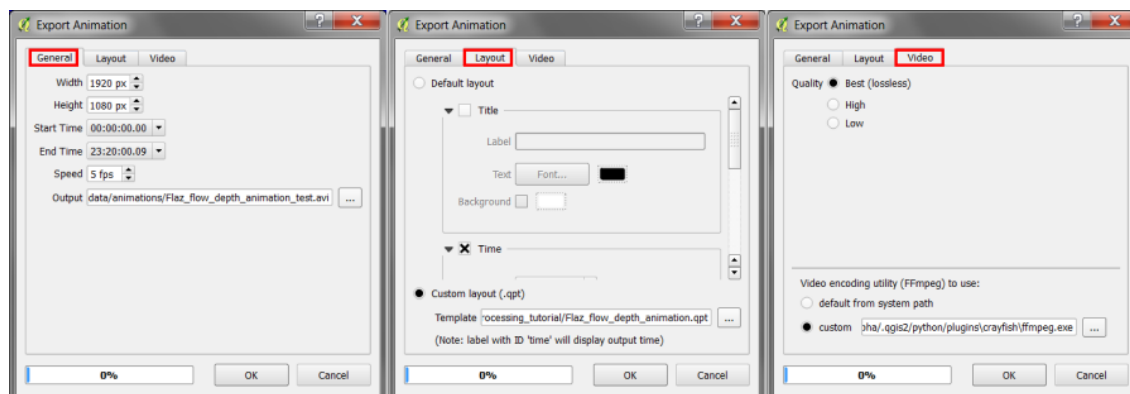 Export Animation
General Layout Video
Width 1920 px
Height 1080 px
Start Time 00:00:00.00
End Time 23:20:00.09
Speed 5 fps
Output data/animations/Flaz_flow_depth_animation_test.avi ...
0% OK Cancel
Export Animation
General Layout Video
Default layout
Title
Label
Text Font...
Background
Time
Custom layout (.qpt)
Template rocessing_tutorial/Flaz_flow_depth_animation.qpt ...
(Note: label with ID 'time' will display output time)
0% OK Cancel
Export Animation
General Layout Video
Quality Best (lossless)
High
Low
Video encoding utility (FFmpeg) to use:
default from system path
custom pha/.qgis2/python/plugins\crayfish\ffmpeg.exe ...
0% OK Cancel